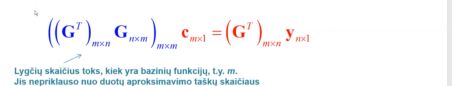 ((G^T)_{m×n} G_{n×m})_{m×m} c_{m×1} = (G^T)_{m×n} y_{n×1}
Lygčių skaičius toks, kiek yra bazinių funkcijų, t.y. m.
Jis nepriklauso nuo duotų aproksimavimo taškų skaičiaus